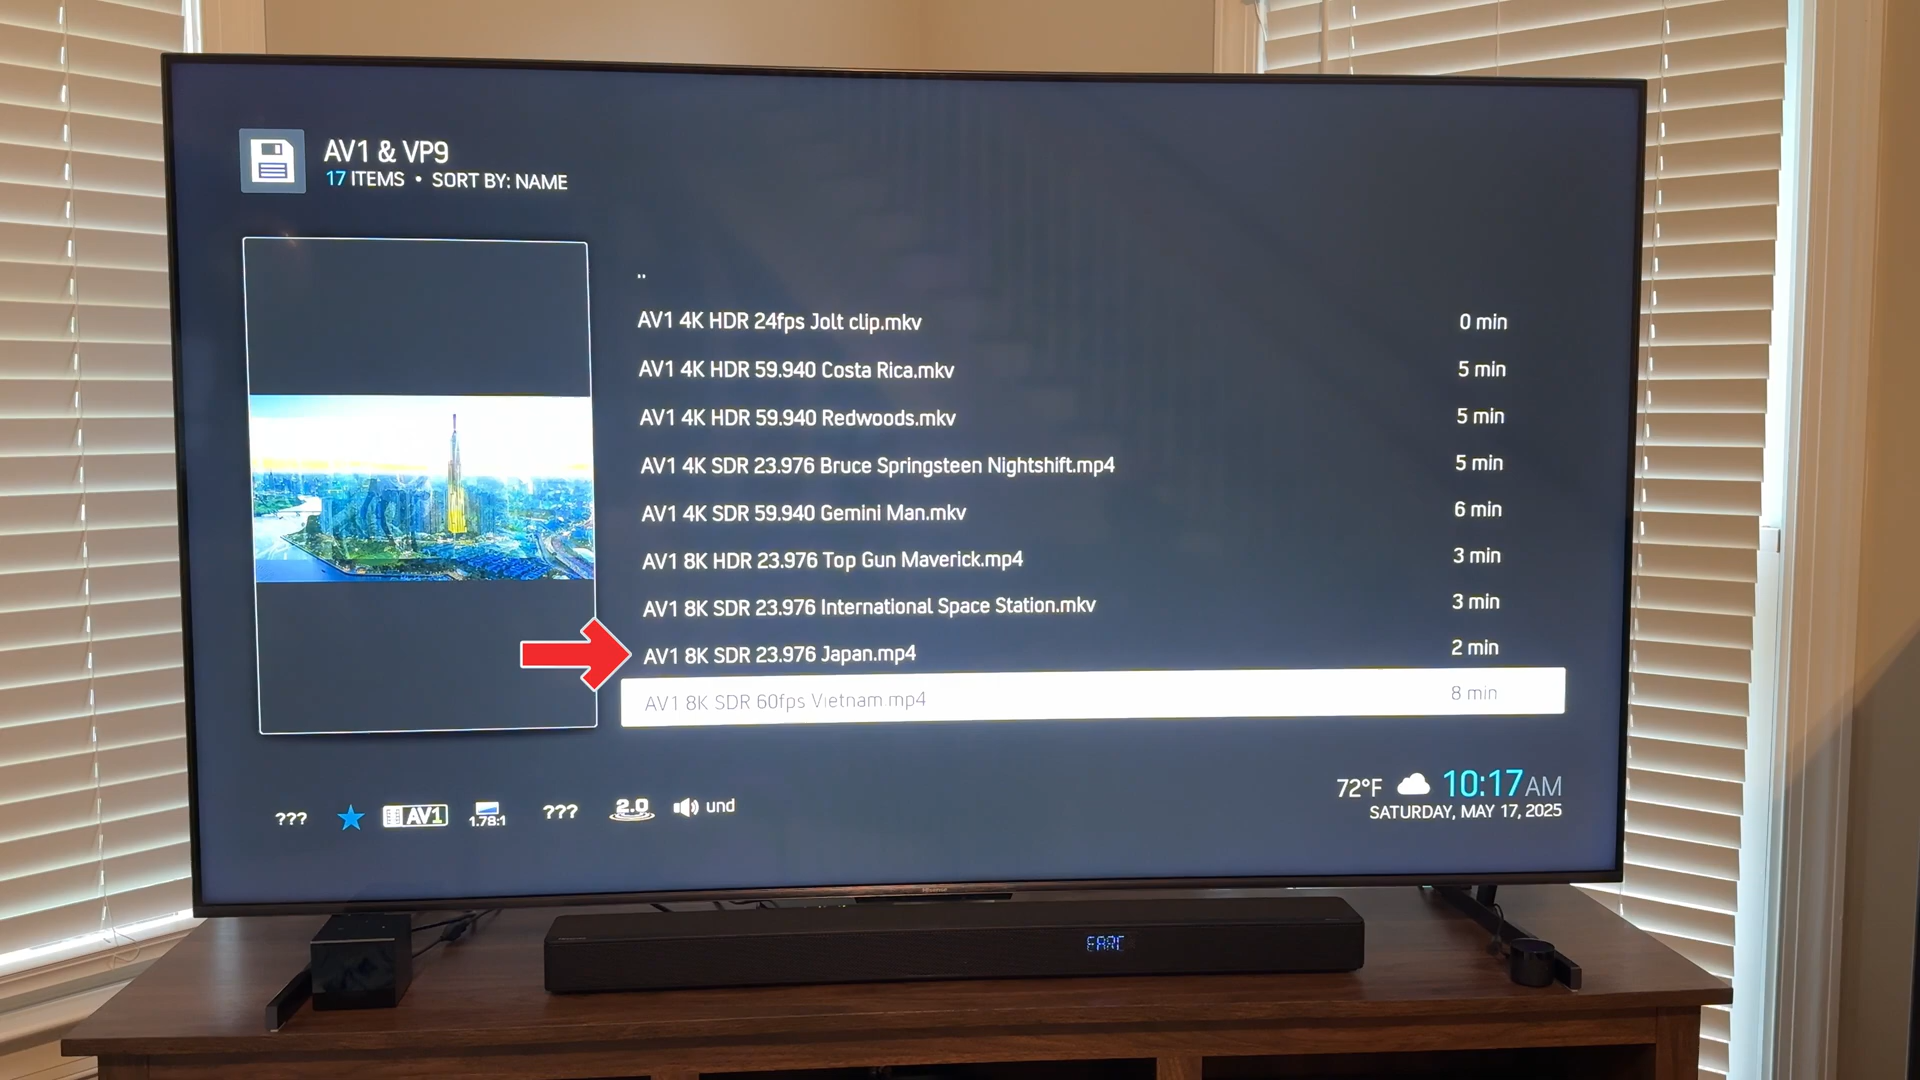 AV1 & VP9
17 ITEMS • SORT BY: NAME
..
AV1 4K HDR 24fps Jolt clip.mkv 0 min
AV1 4K HDR 59.940 Costa Rica.mkv 5 min
AV1 4K HDR 59.940 Redwoods.mkv 5 min
AV1 4K SDR 23.976 Bruce Springsteen Nightshift.mp4 5 min
AV1 4K SDR 59.940 Gemini Man.mkv 6 min
AV1 8K HDR 23.976 Top Gun Maverick.mp4 3 min
AV1 8K SDR 23.976 International Space Station.mkv 3 min
AV1 8K SDR 23.976 Japan.mp4 2 min
AV1 8K SDR 60fps Vietnam.mp4 8 min
72°F 10:17AM
SATURDAY, MAY 17, 2025
??? AV1 1.78:1 ??? 2.0 und
Hisense
EARC